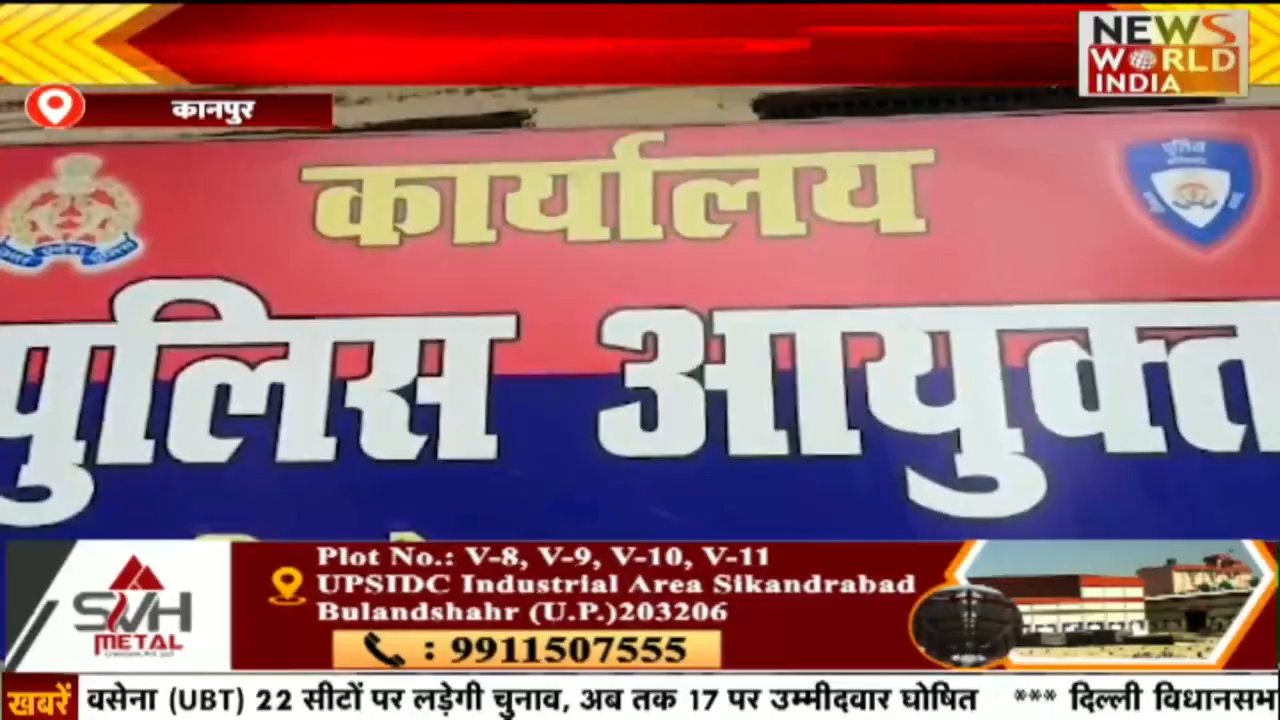 NEWS
WORLD
INDIA
कानपुर
कार्यालय
पुलिस आयुक्त
SVH
METAL
Plot No.: V-8, V-9, V-10, V-11
UPSIDC Industrial Area Sikandrabad
Bulandshahr (U.P.)203206
: 9911507555
खबरें वसेना (UBT) 22 सीटों पर लड़ेगी चुनाव, अब तक 17 पर उम्मीदवार घोषित *** दिल्ली विधानसभ